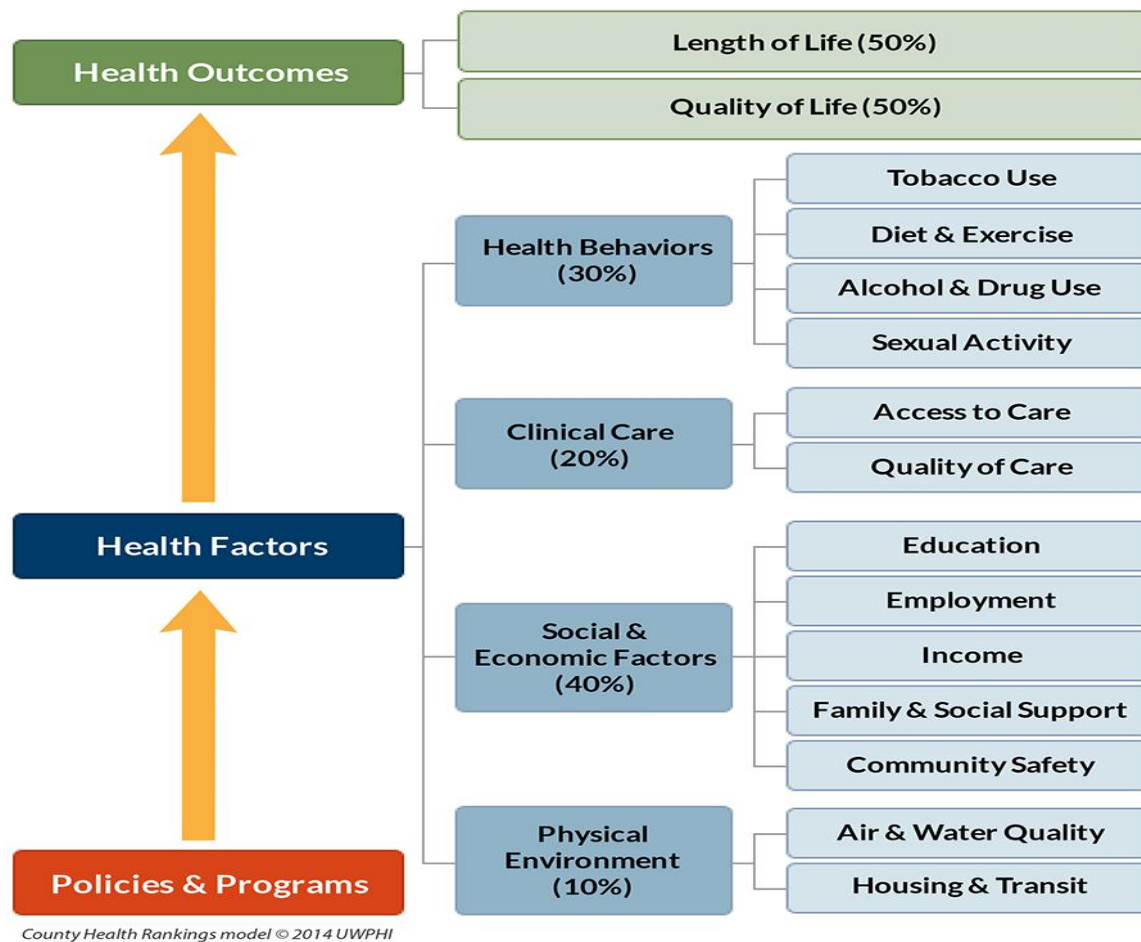 Health Outcomes
Length of Life (50%)
Quality of Life (50%)
Health Factors
Health Behaviors
(30%)
Tobacco Use
Diet & Exercise
Alcohol & Drug Use
Sexual Activity
Clinical Care
(20%)
Access to Care
Quality of Care
Social &
Economic Factors
(40%)
Education
Employment
Income
Family & Social Support
Community Safety
Physical
Environment
(10%)
Air & Water Quality
Housing & Transit
Policies & Programs
County Health Rankings model © 2014 UWPHI